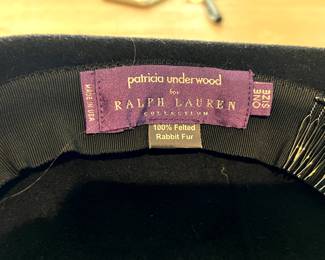 patricia underwood
for
RALPH LAUREN
COLLECTION
MADE IN USA
ONE
SIZE
100% Felted
Rabbit Fur